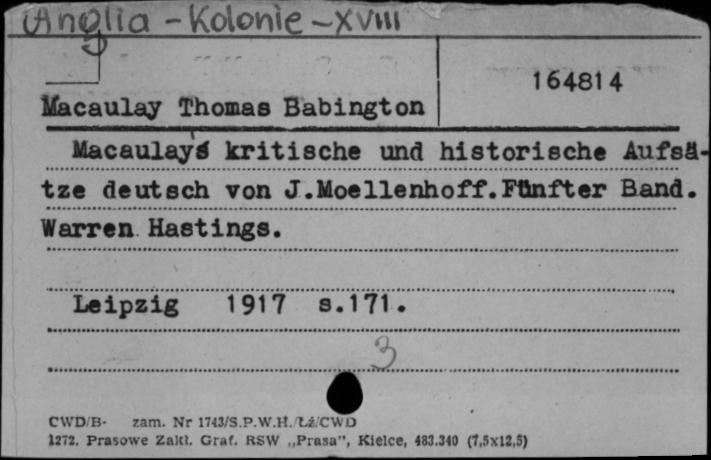 Anglia - Kolonie - XVIII
164814
Macaulay Thomas Babington
Macaulay's kritische und historische Aufsä-
tze deutsch von J.Moellenhoff.Fünfter Band.
Warren Hastings.
Leipzig 1917 s.171.
3
CWD/B- zam. Nr 1743/S.P.W.H./Łź/CWD
1272. Prasowe Zakł. Graf. RSW „Prasa”, Kielce, 483.340 (7,5x12,5)